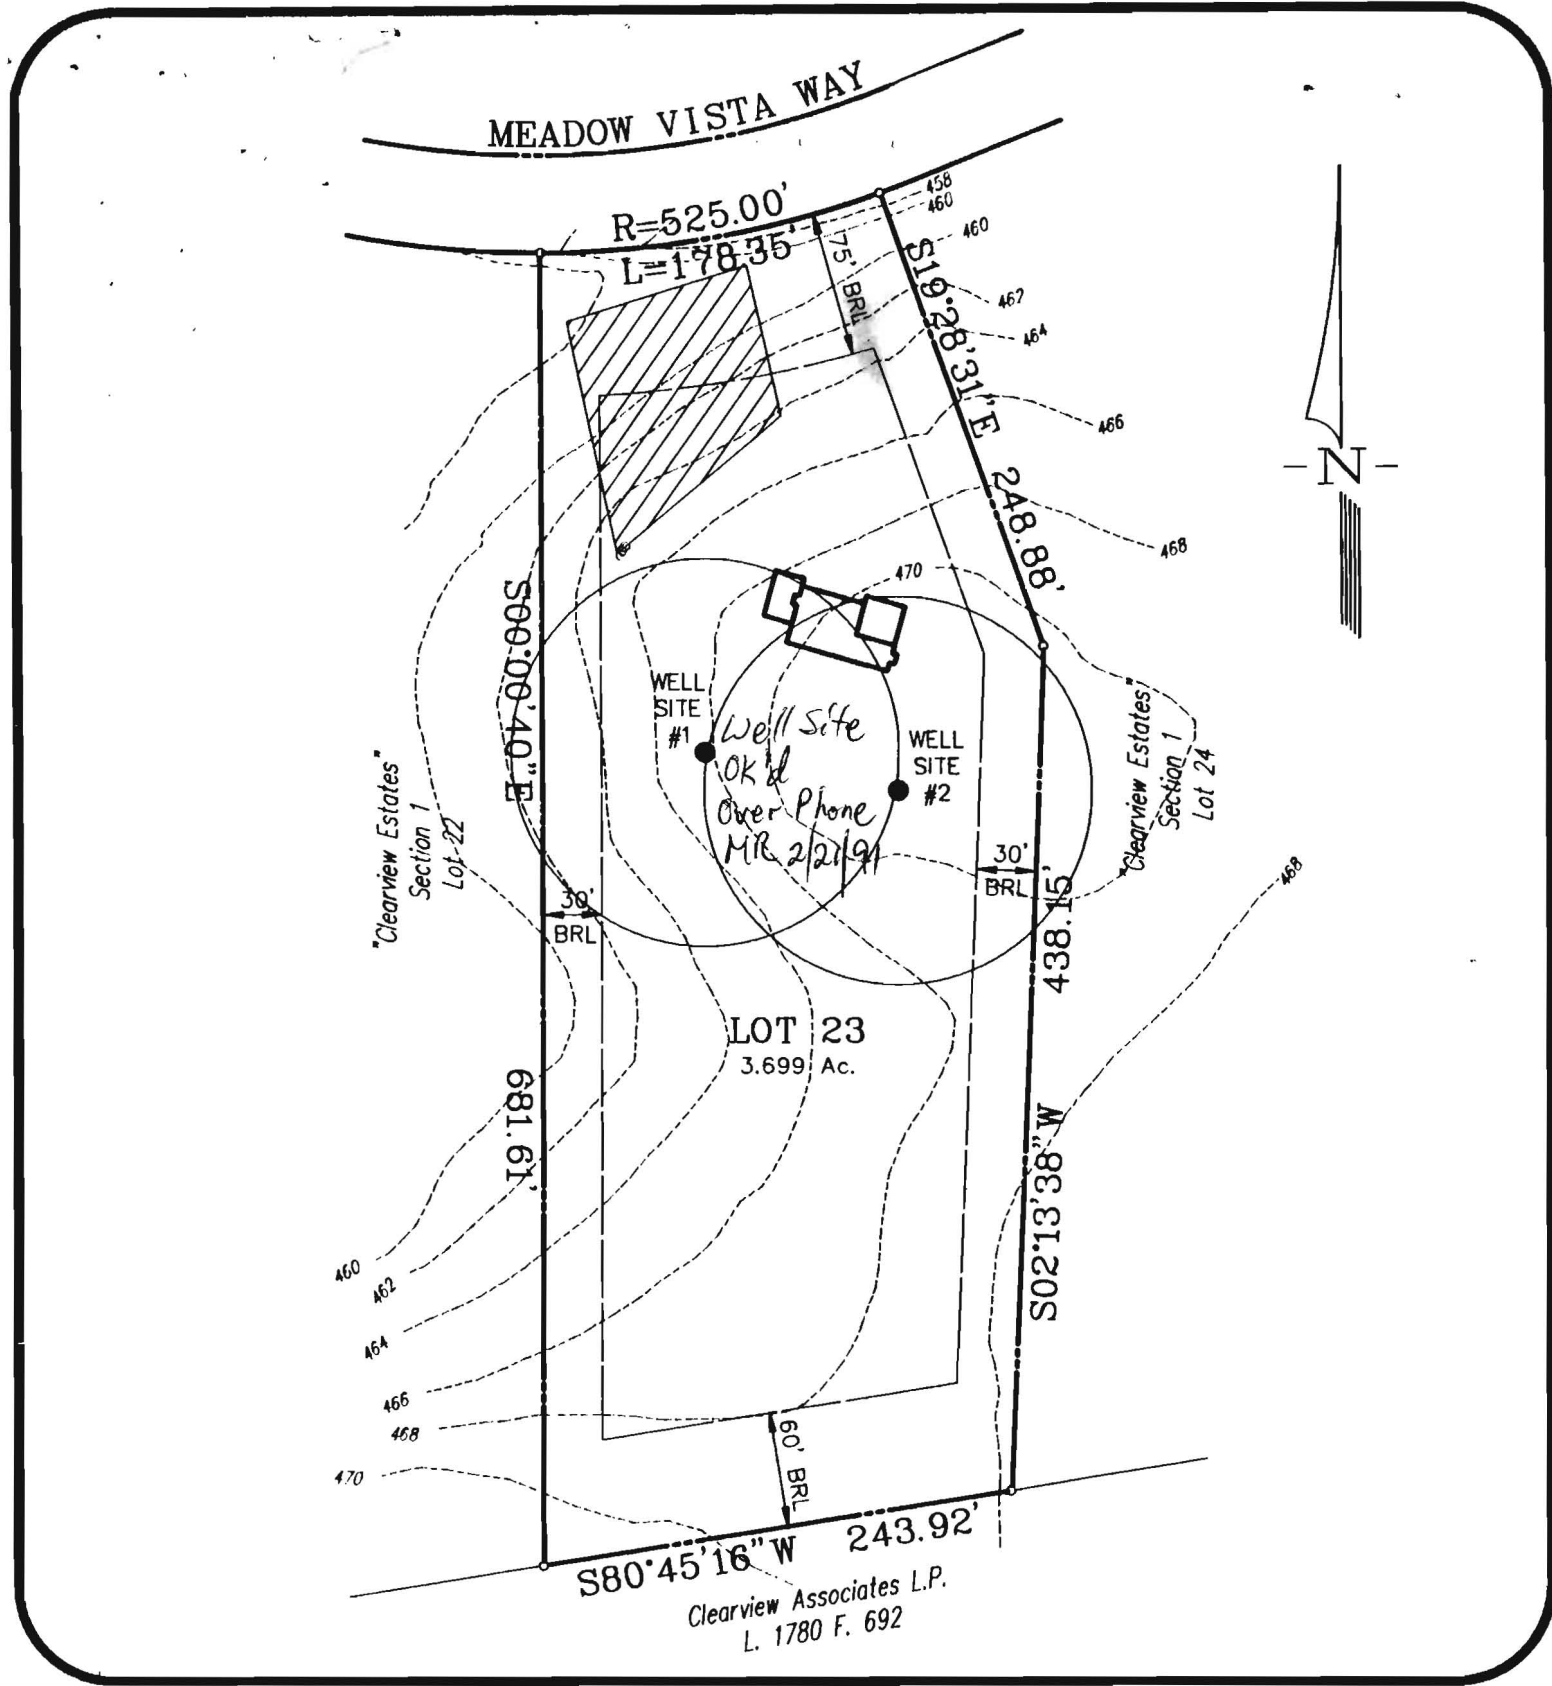 MEADOW VISTA WAY
R=525.00'
L=178.35'
458
460
460
462
464
466
468
470
75' BRL
S19°28'31"E 248.88'
-N-
S00°00'40"E
681.61'
WELL
SITE
#1
Well Site
OK'd
Over Phone
MR 2/21/91
WELL
SITE
#2
"Clearview Estates"
Section 1
Lot 22
"Clearview Estates"
Section 1
Lot 24
30'
BRL
30'
BRL
438.15'
S02°13'38"W
468
LOT 23
3.699 Ac.
460
462
464
466
468
470
60' BRL
S80°45'16"W 243.92'
Clearview Associates L.P.
L. 1780 F. 692